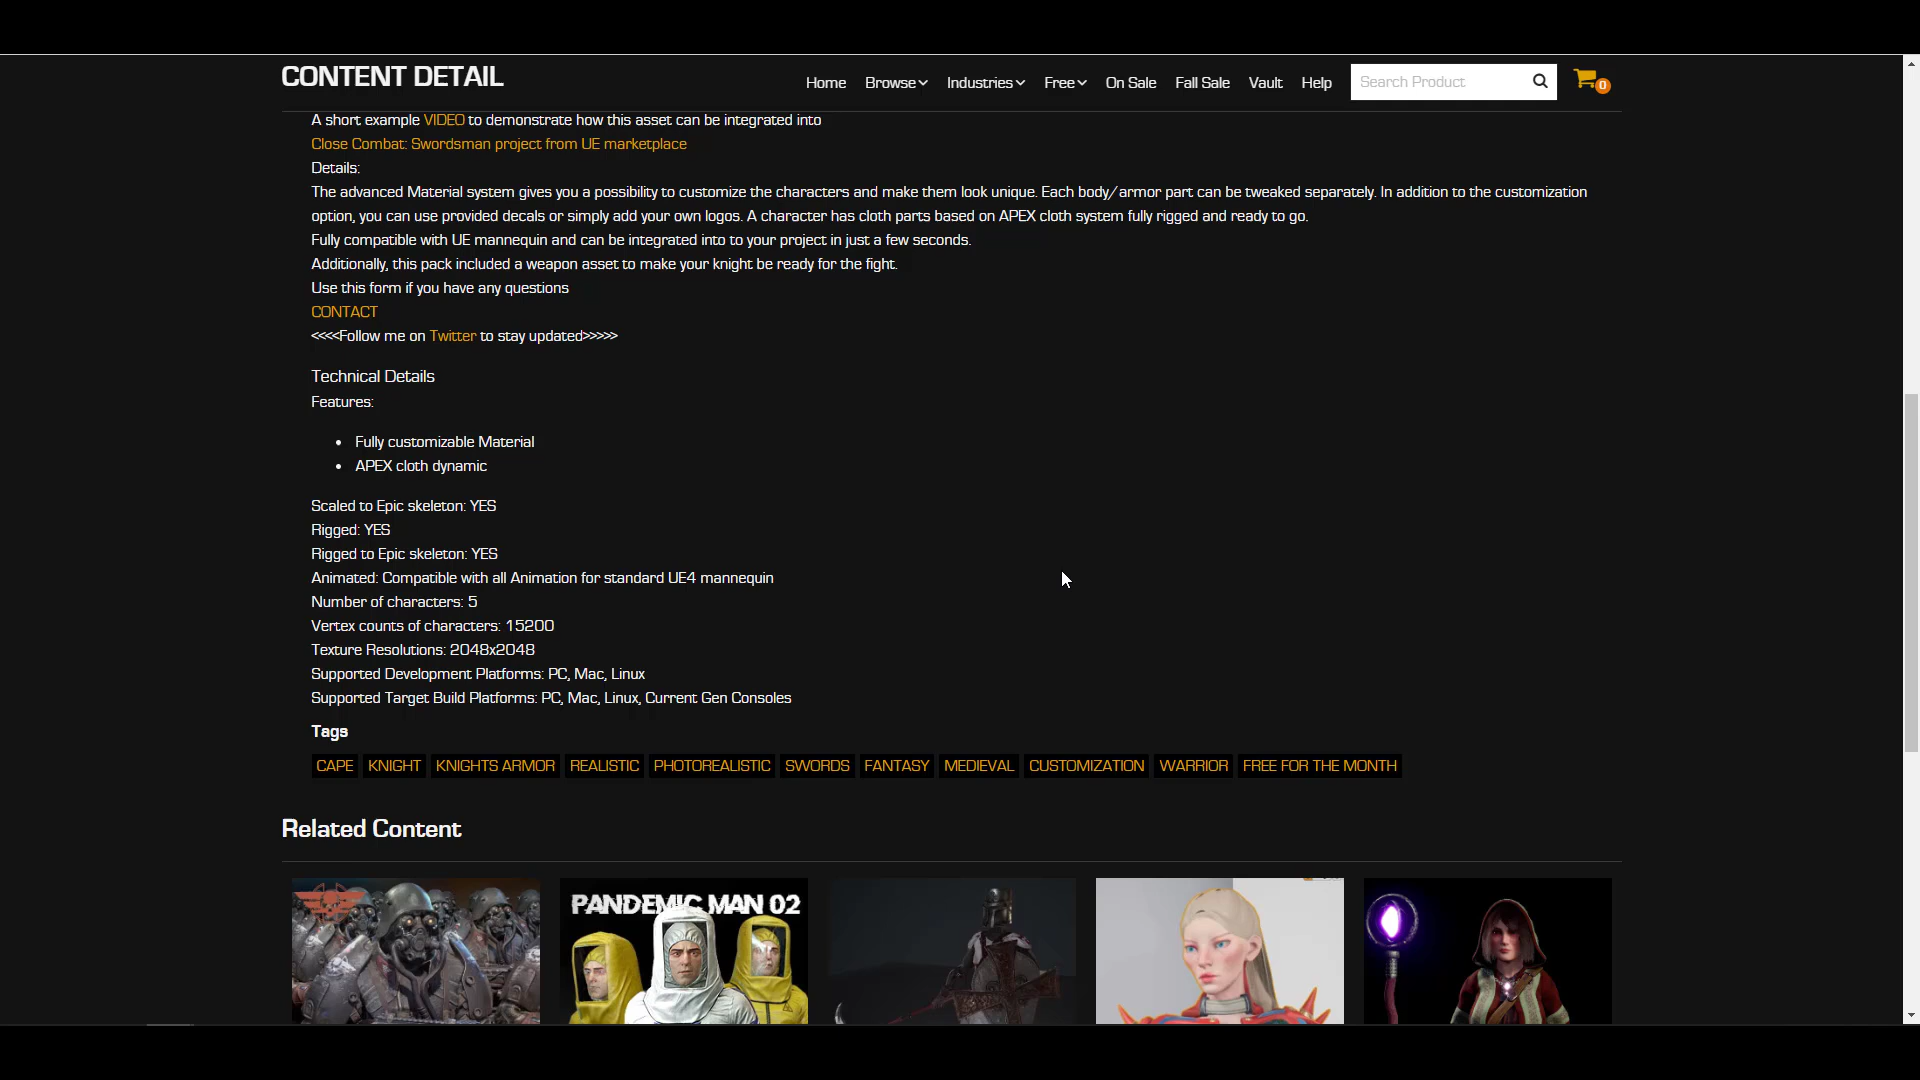 CONTENT DETAIL
Home Browse Industries Free On Sale Fall Sale Vault Help Search Product 0
A short example VIDEO to demonstrate how this asset can be integrated into
Close Combat: Swordsman project from UE marketplace
Details:
The advanced Material system gives you a possibility to customize the characters and make them look unique. Each body/armor part can be tweaked separately. In addition to the customization
option, you can use provided decals or simply add your own logos. A character has cloth parts based on APEX cloth system fully rigged and ready to go.
Fully compatible with UE mannequin and can be integrated into to your project in just a few seconds.
Additionally, this pack included a weapon asset to make your knight be ready for the fight.
Use this form if you have any questions
CONTACT
<<<<Follow me on Twitter to stay updated>>>>>
Technical Details
Features:
• Fully customizable Material
• APEX cloth dynamic
Scaled to Epic skeleton: YES
Rigged: YES
Rigged to Epic skeleton: YES
Animated: Compatible with all Animation for standard UE4 mannequin
Number of characters: 5
Vertex counts of characters: 15200
Texture Resolutions: 2048x2048
Supported Development Platforms: PC, Mac, Linux
Supported Target Build Platforms: PC, Mac, Linux, Current Gen Consoles
Tags
CAPE KNIGHT KNIGHTS ARMOR REALISTIC PHOTOREALISTIC SWORDS FANTASY MEDIEVAL CUSTOMIZATION WARRIOR FREE FOR THE MONTH
Related Content
PANDEMIC MAN 02